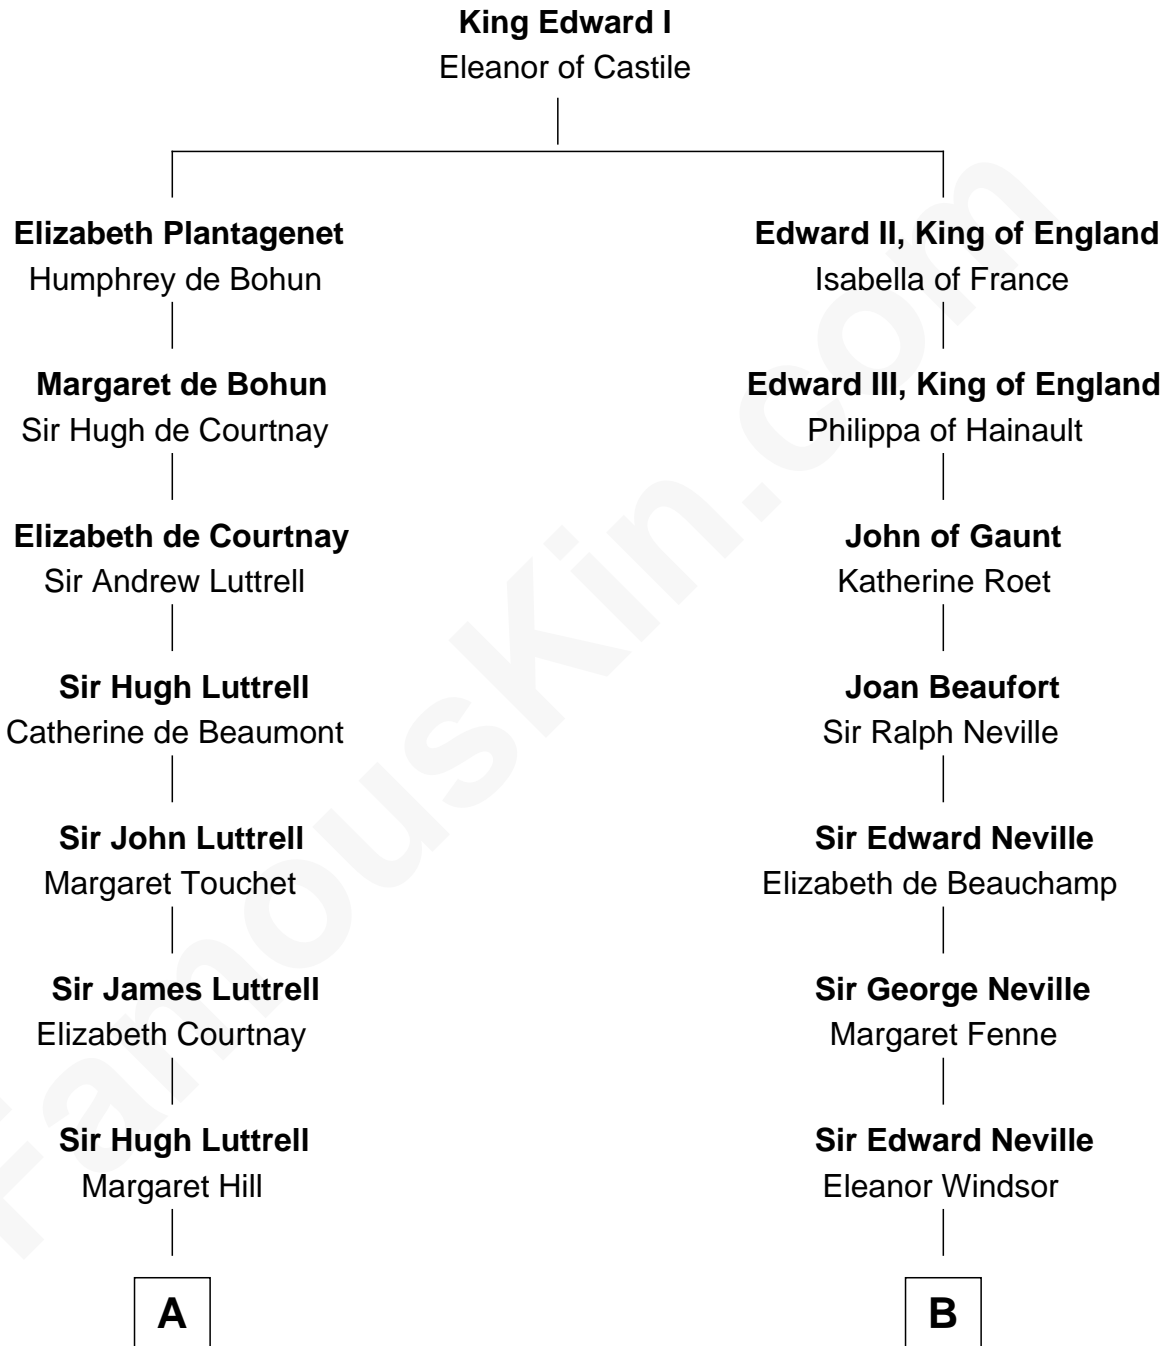 King Edward I
Eleanor of Castile
Elizabeth Plantagenet
Humphrey de Bohun
Margaret de Bohun
Sir Hugh de Courtnay
Elizabeth de Courtnay
Sir Andrew Luttrell
Sir Hugh Luttrell
Catherine de Beaumont
Sir John Luttrell
Margaret Touchet
Sir James Luttrell
Elizabeth Courtnay
Sir Hugh Luttrell
Margaret Hill
A
Edward II, King of England
Isabella of France
Edward III, King of England
Philippa of Hainault
John of Gaunt
Katherine Roet
Joan Beaufort
Sir Ralph Neville
Sir Edward Neville
Elizabeth de Beauchamp
Sir George Neville
Margaret Fenne
Sir Edward Neville
Eleanor Windsor
B
FamousKin.com